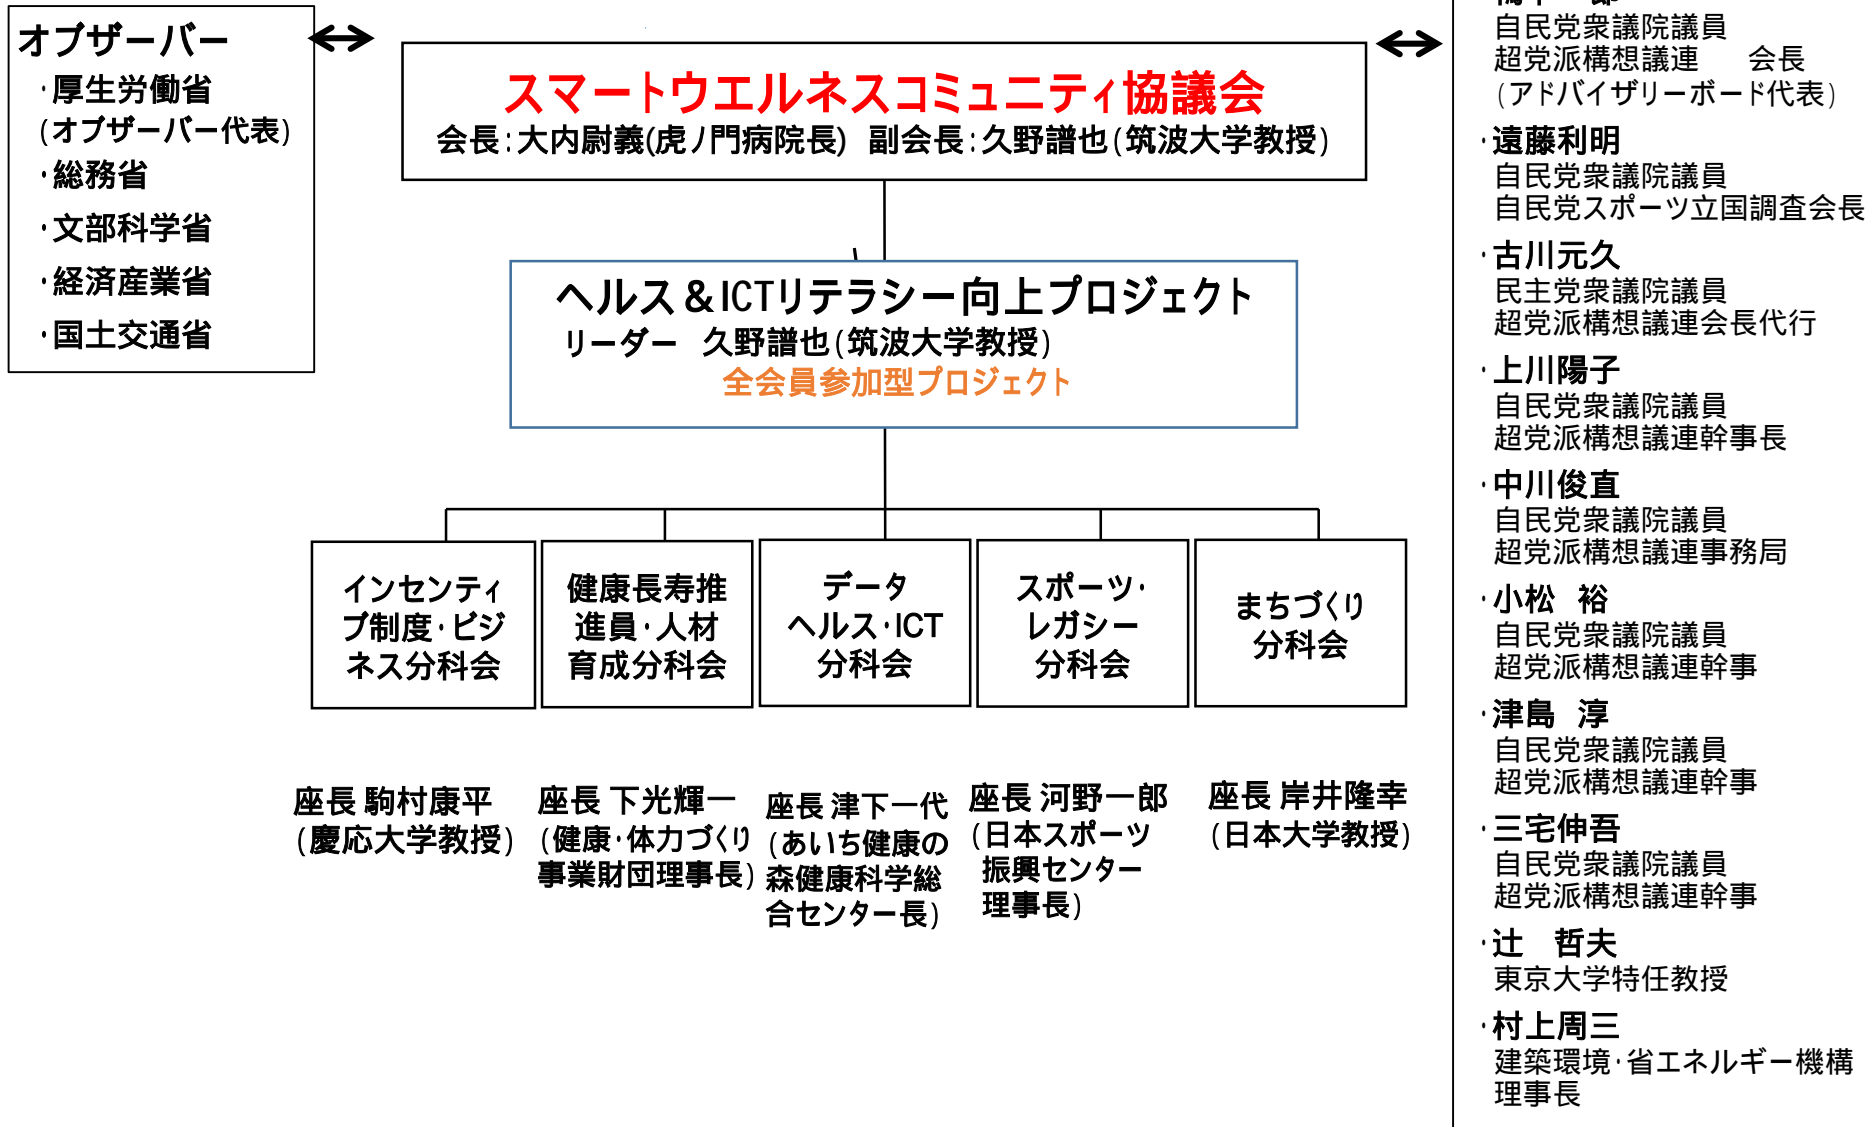 オブザーバー
・厚生労働省
(オブザーバー代表)
・総務省
・文部科学省
・経済産業省
・国土交通省
スマートウエルネスコミュニティ協議会
会長:大内尉義(虎ノ門病院長) 副会長:久野譜也(筑波大学教授)
ヘルス&ICTリテラシー向上プロジェクト
リーダー 久野譜也(筑波大学教授)
全会員参加型プロジェクト
インセンティ
ブ制度・ビジ
ネス分科会
健康長寿推
進員・人材
育成分科会
データ
ヘルス・ICT
分科会
スポーツ・
レガシー
分科会
まちづくり
分科会
座長 駒村康平
(慶応大学教授)
座長 下光輝一
(健康・体力づくり
事業財団理事長)
座長 津下一代
(あいち健康の
森健康科学総
合センター長)
座長 河野一郎
(日本スポーツ
振興センター
理事長)
座長 岸井隆幸
(日本大学教授)
自民党衆議院議員
超党派構想議連 会長
(アドバイザリーボード代表)
・遠藤利明
自民党衆議院議員
自民党スポーツ立国調査会長
・古川元久
民主党衆議院議員
超党派構想議連会長代行
・上川陽子
自民党衆議院議員
超党派構想議連幹事長
・中川俊直
自民党衆議院議員
超党派構想議連事務局
・小松 裕
自民党衆議院議員
超党派構想議連幹事
・津島 淳
自民党衆議院議員
超党派構想議連幹事
・三宅伸吾
自民党衆議院議員
超党派構想議連幹事
・辻 哲夫
東京大学特任教授
・村上周三
建築環境・省エネルギー機構
理事長